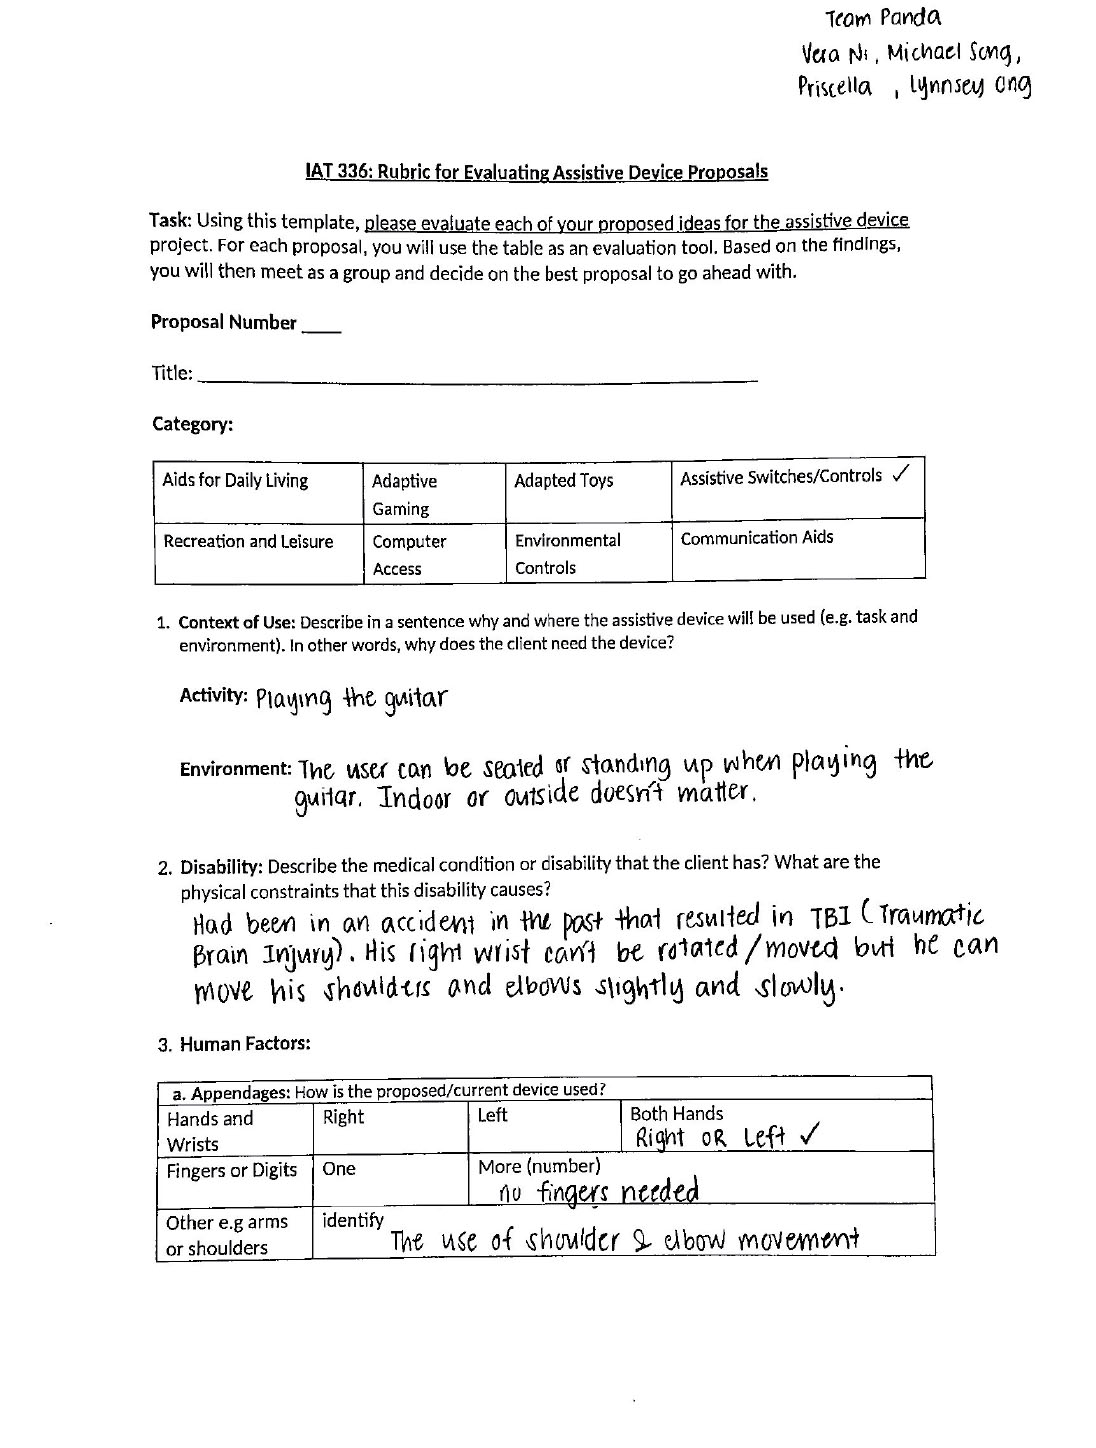 Team Panda
Vera Ni, Michael Song,
Priscella , Lynnsey Ong
IAT 336: Rubric for Evaluating Assistive Device Proposals
Task: Using this template, please evaluate each of your proposed ideas for the assistive device
project. For each proposal, you will use the table as an evaluation tool. Based on the findings,
you will then meet as a group and decide on the best proposal to go ahead with.
Proposal Number ____
Title: ____
Category:
Aids for Daily Living
Adaptive
Gaming
Adapted Toys
Assistive Switches/Controls ✓
Recreation and Leisure
Computer
Access
Environmental
Controls
Communication Aids
1. Context of Use: Describe in a sentence why and where the assistive device will be used (e.g. task and
environment). In other words, why does the client need the device?
Activity: Playing the guitar
Environment: The user can be seated or standing up when playing the
guitar. Indoor or outside doesn't matter.
2. Disability: Describe the medical condition or disability that the client has? What are the
physical constraints that this disability causes?
Had been in an accident in the past that resulted in TBI (Traumatic
Brain Injury). His right wrist can't be rotated/moved but he can
move his shoulders and elbows slightly and slowly.
3. Human Factors:
a. Appendages: How is the proposed/current device used?
Hands and
Wrists
Right
Left
Both Hands
Right OR Left ✓
Fingers or Digits
One
More (number)
no fingers needed
Other e.g arms
or shoulders
identify
The use of shoulder & elbow movement